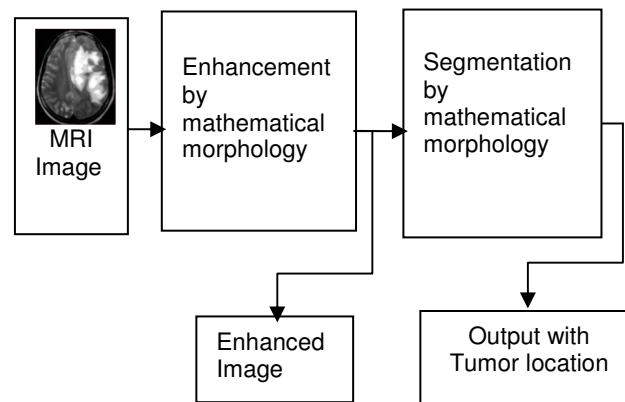 MRI
Image
Enhancement
by
mathematical
morphology
Segmentation
by
mathematical
morphology
Enhanced
Image
Output with
Tumor location